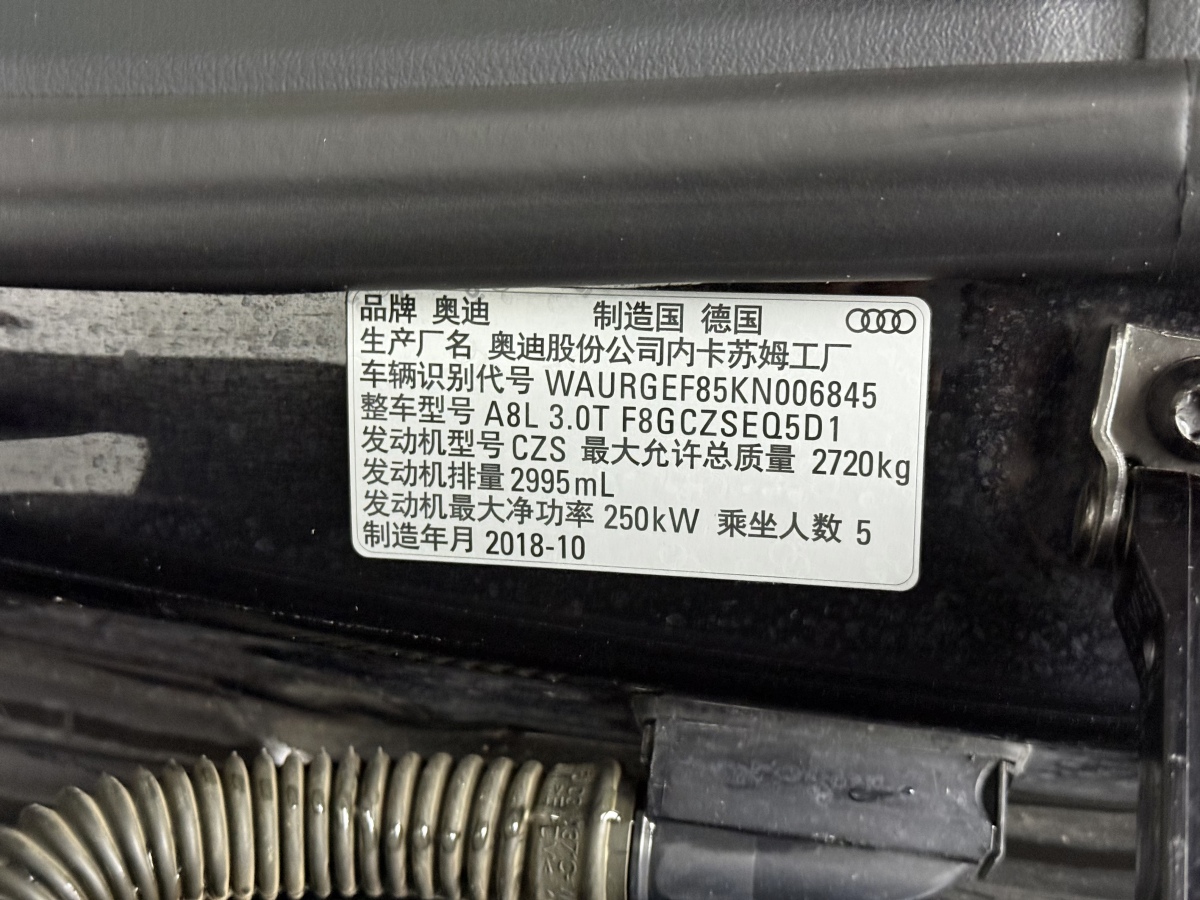 品牌 奥迪 制造国 德国
生产厂名 奥迪股份公司内卡苏姆工厂
车辆识别代号 WAURGEF85KN006845
整车型号 A8L 3.0T F8GCZSEQ5D1
发动机型号 CZS 最大允许总质量 2720kg
发动机排量 2995mL
发动机最大净功率 250kW 乘坐人数 5
制造年月 2018-10